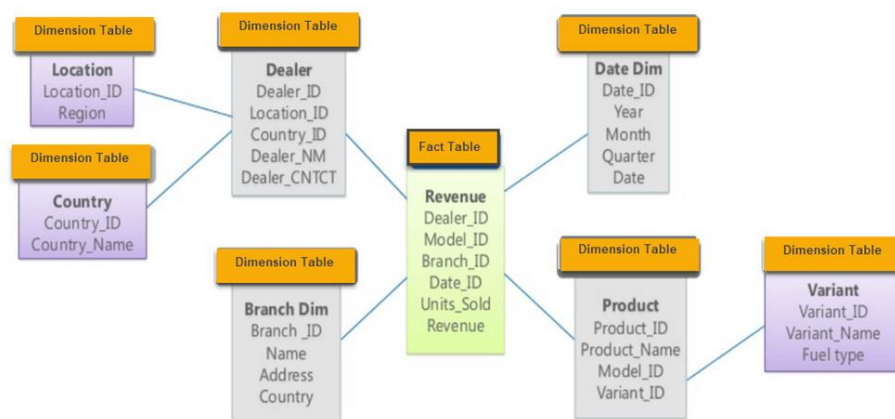 Dimension Table
Location
Location_ID
Region
Dimension Table
Dealer
Dealer_ID
Location_ID
Country_ID
Dealer_NM
Dealer_CNTCT
Dimension Table
Date Dim
Date_ID
Year
Month
Quarter
Date
Dimension Table
Country
Country_ID
Country_Name
Fact Table
Revenue
Dealer_ID
Model_ID
Branch_ID
Date_ID
Units_Sold
Revenue
Dimension Table
Branch Dim
Branch _ID
Name
Address
Country
Dimension Table
Product
Product_ID
Product_Name
Model_ID
Variant_ID
Dimension Table
Variant
Variant_ID
Variant_Name
Fuel type